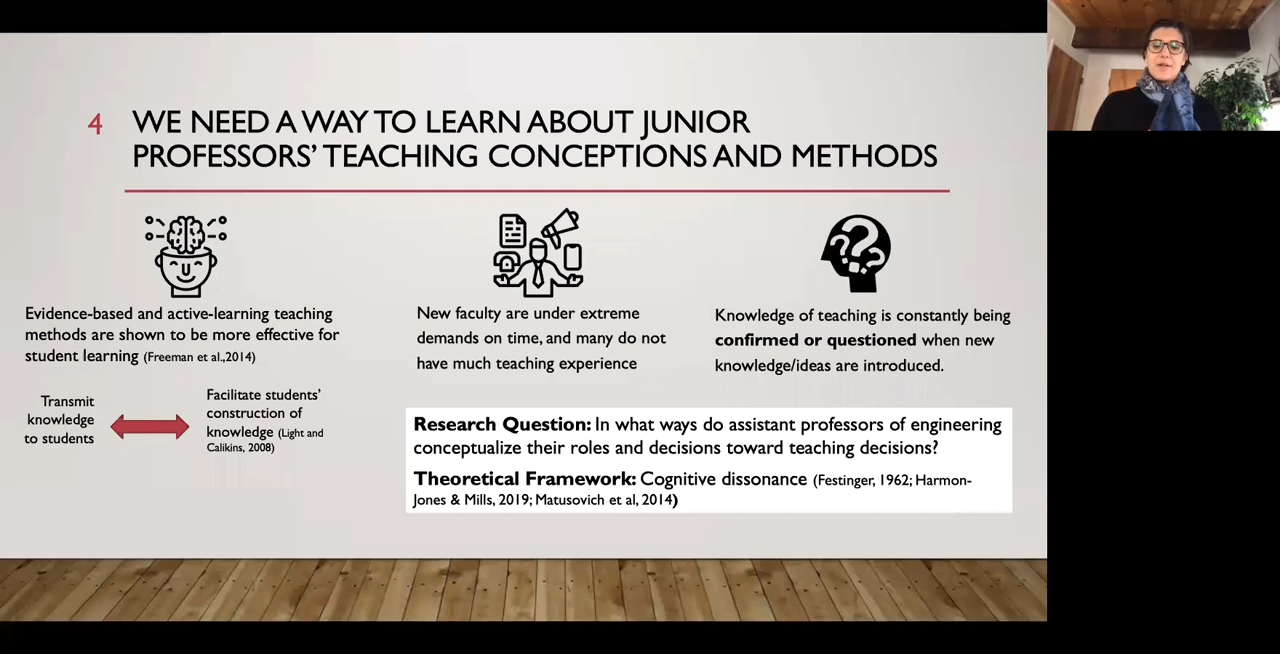 4
WE NEED A WAY TO LEARN ABOUT JUNIOR
PROFESSORS' TEACHING CONCEPTIONS AND METHODS
Evidence-based and active-learning teaching
methods are shown to be more effective for
student learning (Freeman et al.,2014)
Transmit
knowledge
to students
Facilitate students'
construction of
knowledge (Light and
Calikins, 2008)
New faculty are under extreme
demands on time, and many do not
have much teaching experience
Knowledge of teaching is constantly being
confirmed or questioned when new
knowledge/ideas are introduced.
Research Question: In what ways do assistant professors of engineering
conceptualize their roles and decisions toward teaching decisions?
Theoretical Framework: Cognitive dissonance (Festinger, 1962; Harmon-
Jones & Mills, 2019; Matusovich et al, 2014)